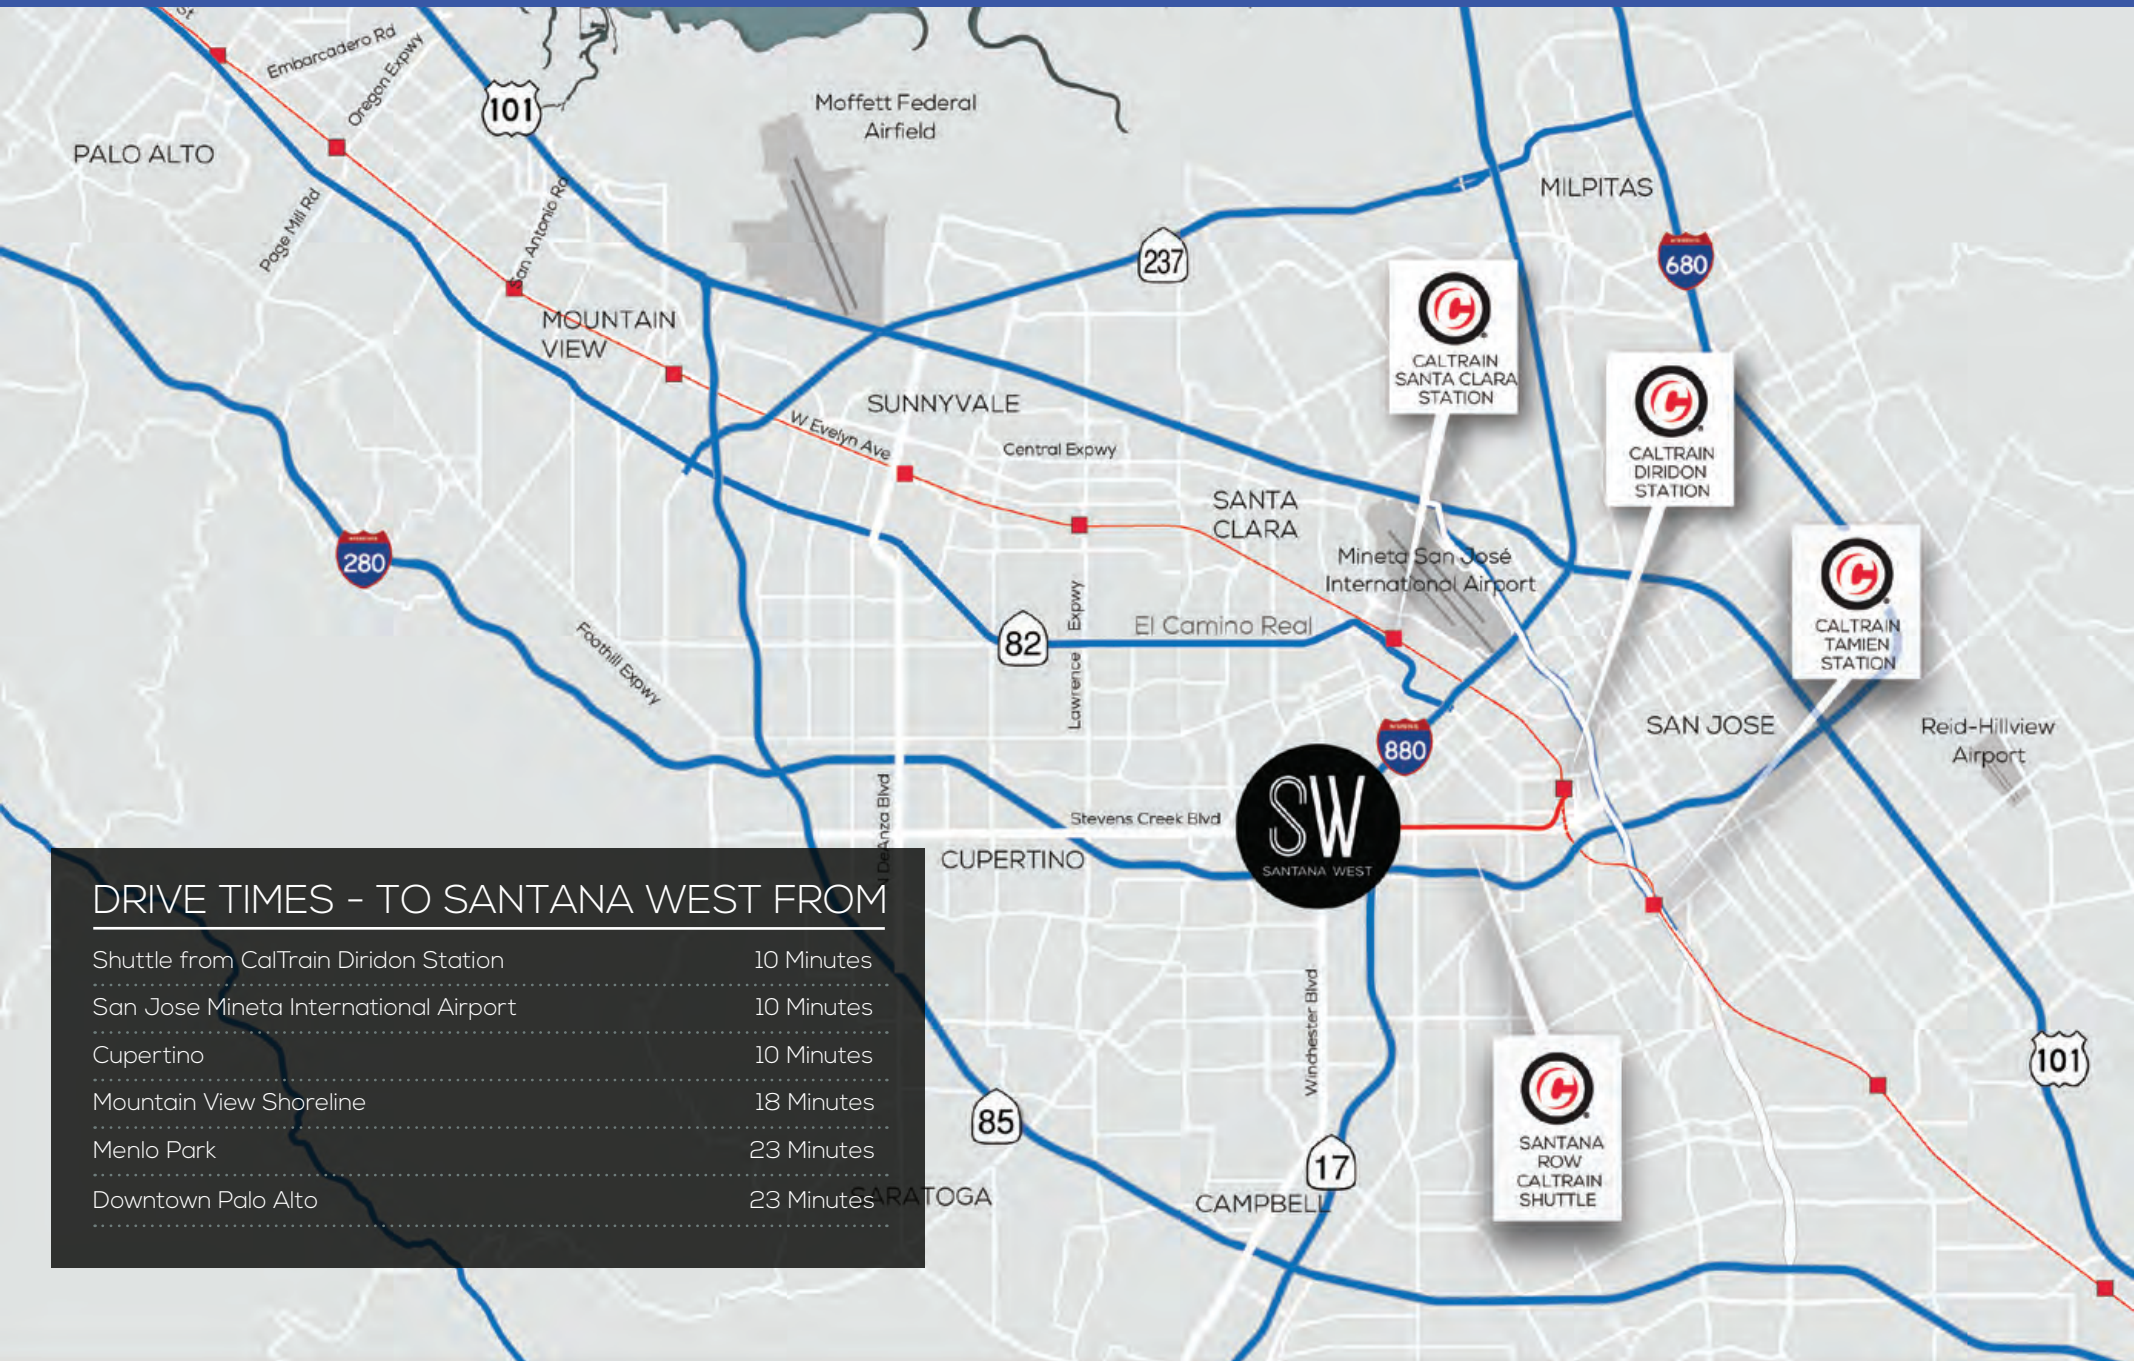 St
Embarcadero Rd
Oregon Expwy
101
Moffett Federal
Airfield
PALO ALTO
Page Mill Rd
San Antonio Rd
MILPITAS
237
680
MOUNTAIN
VIEW
CALTRAIN
SANTA CLARA
STATION
SUNNYVALE
W Evelyn Ave
Central Expwy
CALTRAIN
DIRIDON
STATION
SANTA
CLARA
Mineta San José
International Airport
280
Foothill Expwy
82
Lawrence Expwy
El Camino Real
CALTRAIN
TAMIEN
STATION
SAN JOSE
Reid-Hillview
Airport
880
SW
SANTANA WEST
N DeAnza Blvd
Stevens Creek Blvd
CUPERTINO
DRIVE TIMES - TO SANTANA WEST FROM
Shuttle from CalTrain Diridon Station 10 Minutes
San Jose Mineta International Airport 10 Minutes
Cupertino 10 Minutes
Mountain View Shoreline 18 Minutes
Menlo Park 23 Minutes
Downtown Palo Alto 23 Minutes
SARATOGA
85
Winchester Blvd
17
CAMPBELL
SANTANA
ROW
CALTRAIN
SHUTTLE
101